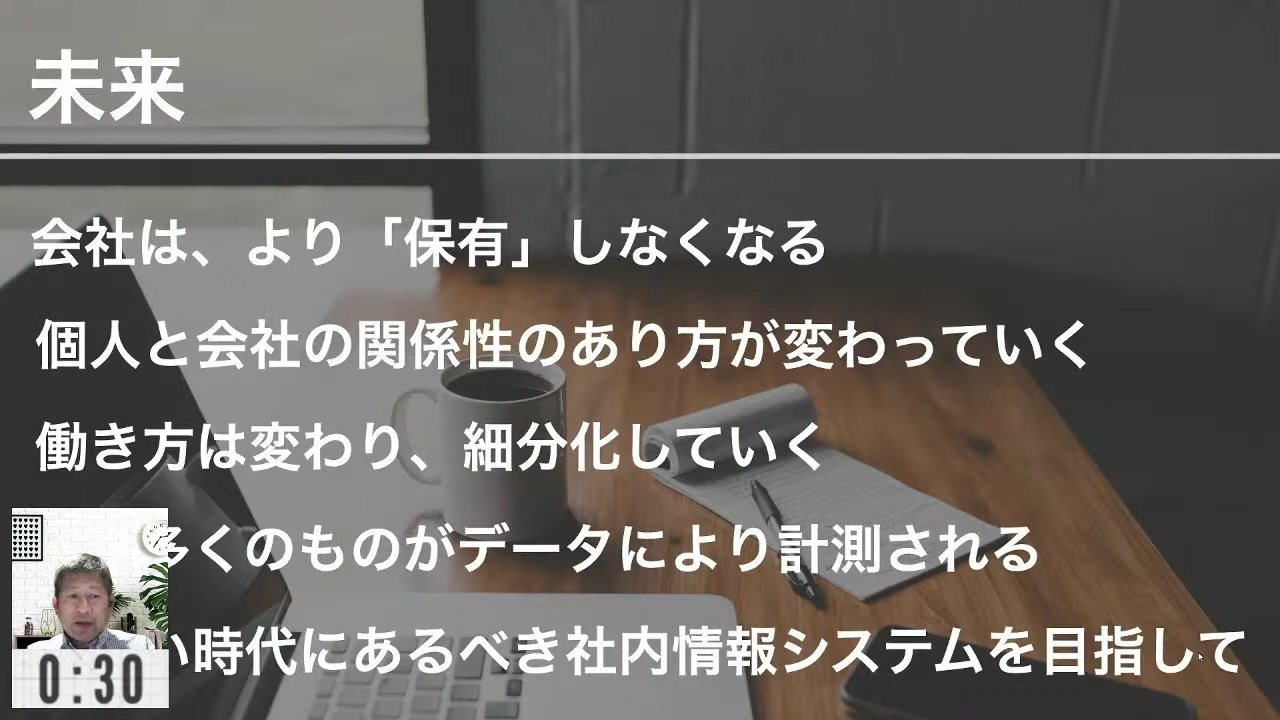 未来
会社は、より「保有」しなくなる
個人と会社の関係性のあり方が変わっていく
働き方は変わり、細分化していく
多くのものがデータにより計測される
い時代にあるべき社内情報システムを目指して
0:30